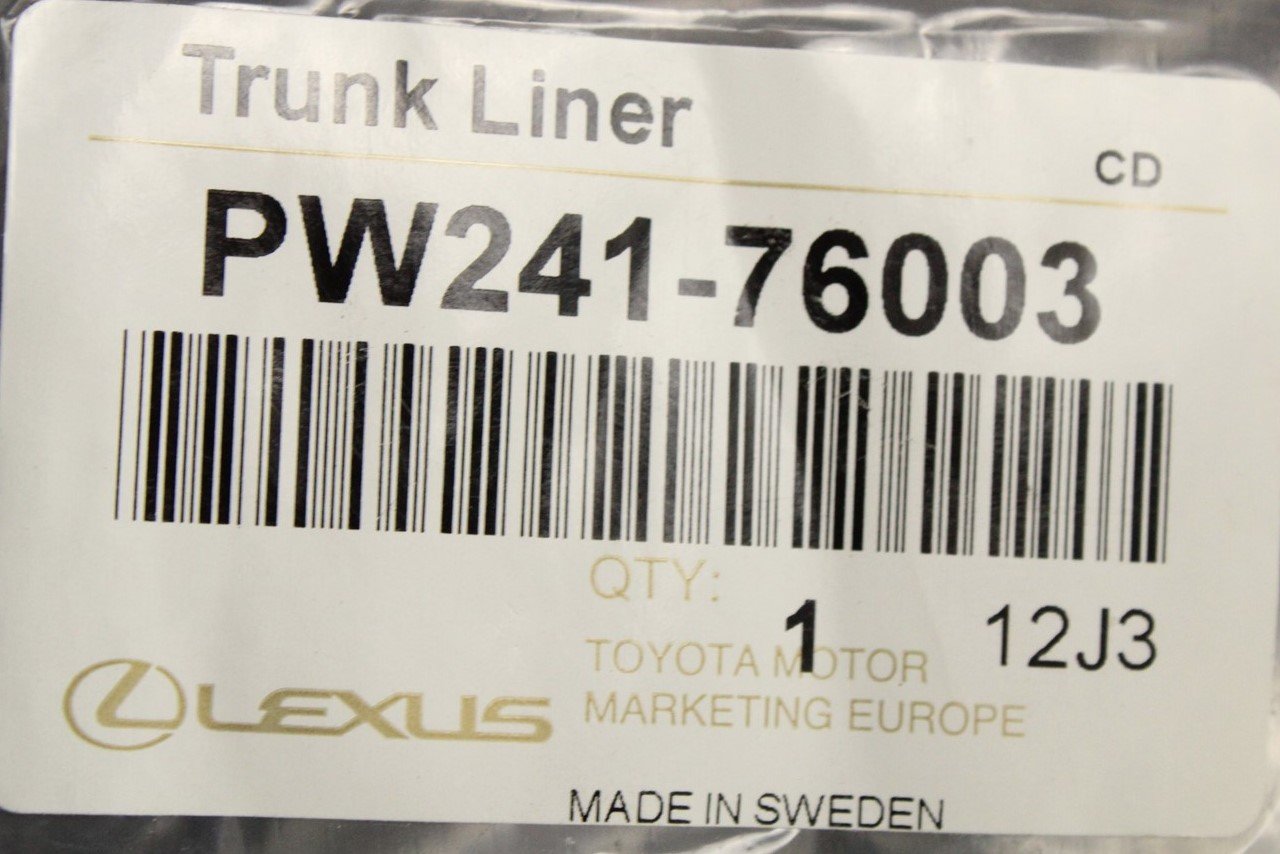 Trunk Liner
CD
PW241-76003
QTY:
1
12J3
TOYOTA MOTOR
MARKETING EUROPE
LEXUS
MADE IN SWEDEN